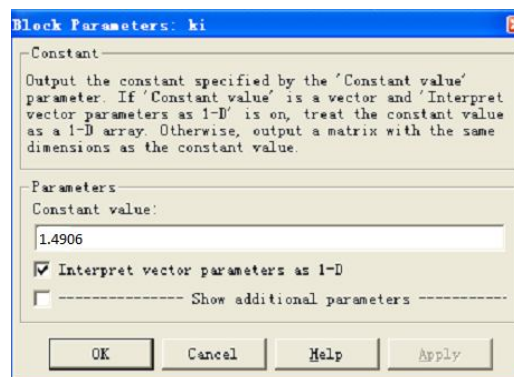 Block Parameters: ki
Constant
Output the constant specified by the 'Constant value'
parameter. If 'Constant value' is a vector and 'Interpret
vector parameters as 1-D' is on, treat the constant value
as a 1-D array. Otherwise, output a matrix with the same
dimensions as the constant value.
Parameters
Constant value:
1.4906
Interpret vector parameters as 1-D
--------------- Show additional parameters -----------
OK Cancel Help Apply